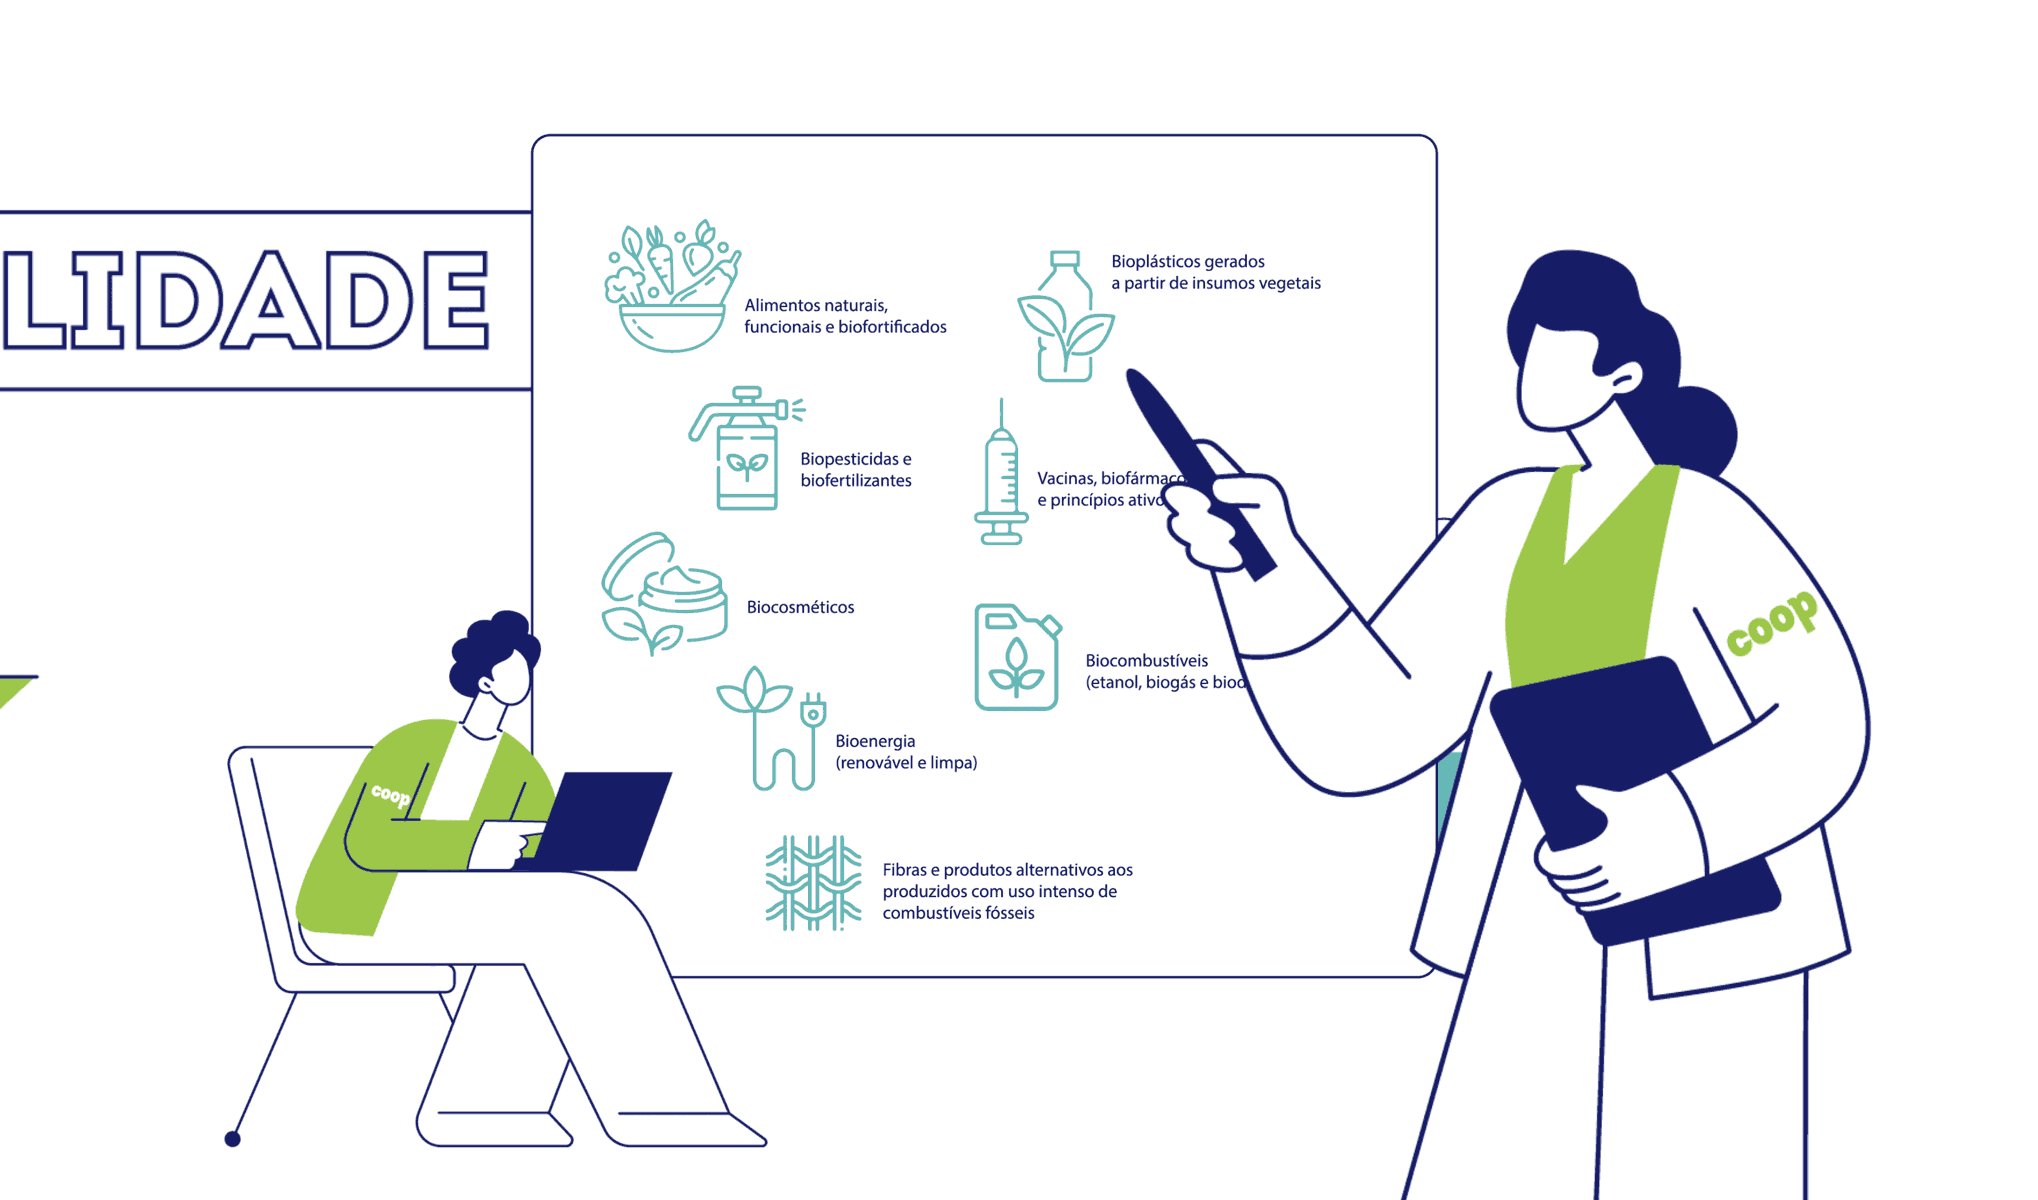 LIDADE
Alimentos naturais,
funcionais e biofortificados
Bioplásticos gerados
a partir de insumos vegetais
Biopesticidas e
biofertilizantes
Vacinas, biofármaco
e princípios ativo
Biocosméticos
Biocombustíveis
(etanol, biogás e biod
Bioenergia
(renovável e limpa)
Fibras e produtos alternativos aos
produzidos com uso intenso de
combustíveis fósseis
coop
coop